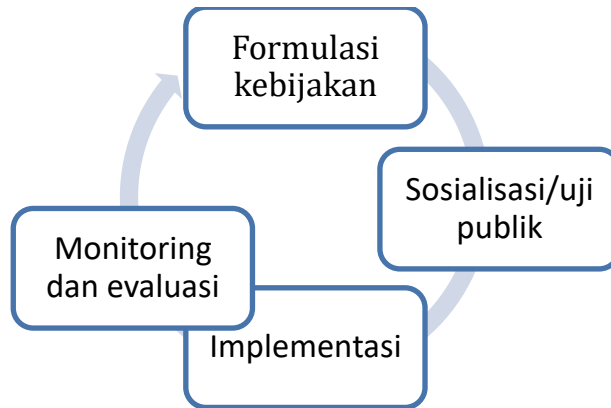 Formulasi
kebijakan
Sosialisasi/uji
publik
Implementasi
Monitoring
dan evaluasi